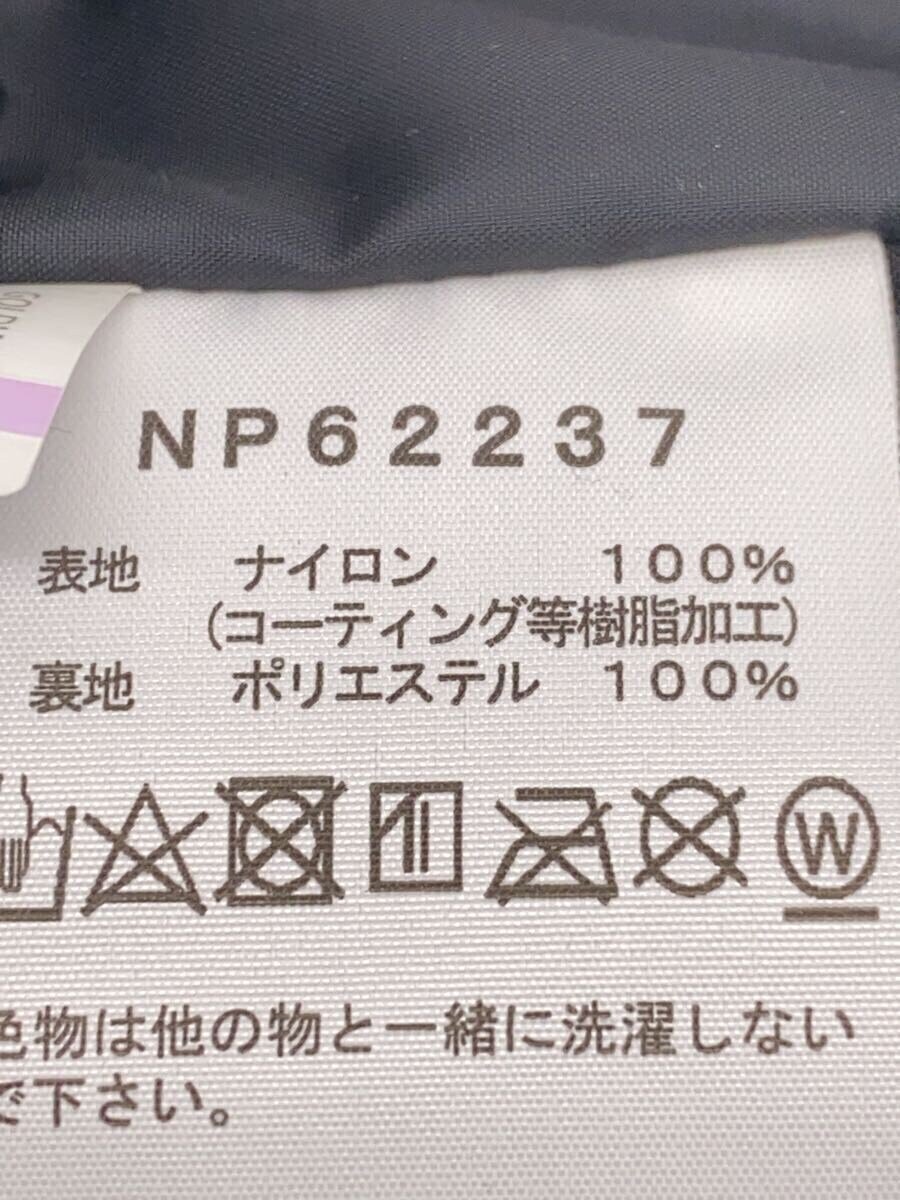 NP62237
表地 ナイロン 100%
(コーティング等樹脂加工)
裏地 ポリエステル 100%
W
色物は他の物と一緒に洗濯しない
で下さい。